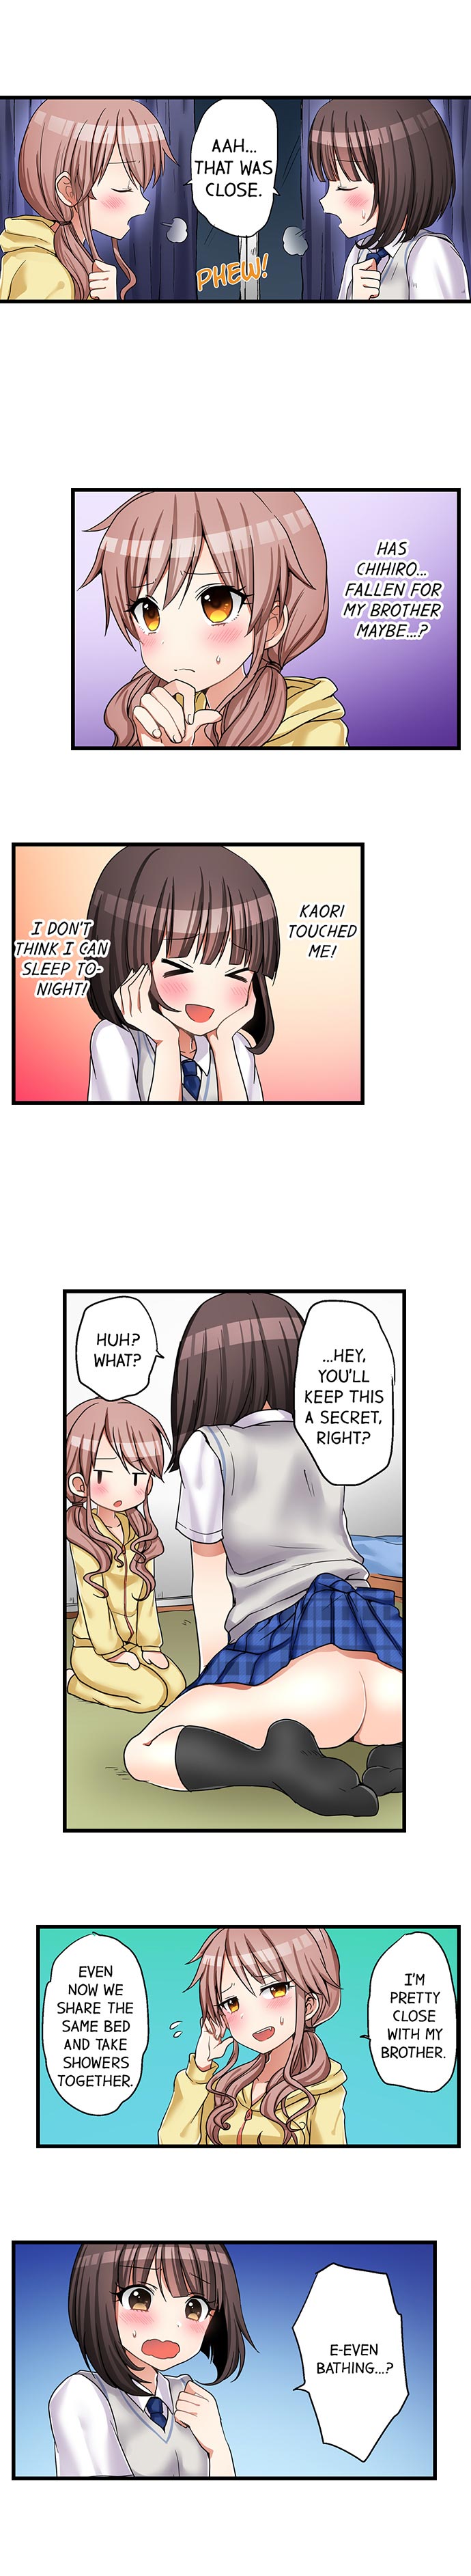 AAH...
THAT WAS
CLOSE.
PHEW!
HAS
CHIHIRO...
FALLEN FOR
MY BROTHER
MAYBE...?
KAORI
TOUCHED
ME!
I DON'T
THINK I CAN
SLEEP TO-
NIGHT!
...HEY,
YOU'LL
KEEP THIS
A SECRET,
RIGHT?
HUH?
WHAT?
I'M
PRETTY
CLOSE
WITH MY
BROTHER.
EVEN
NOW WE
SHARE THE
SAME BED
AND TAKE
SHOWERS
TOGETHER.
E-EVEN
BATHING...?